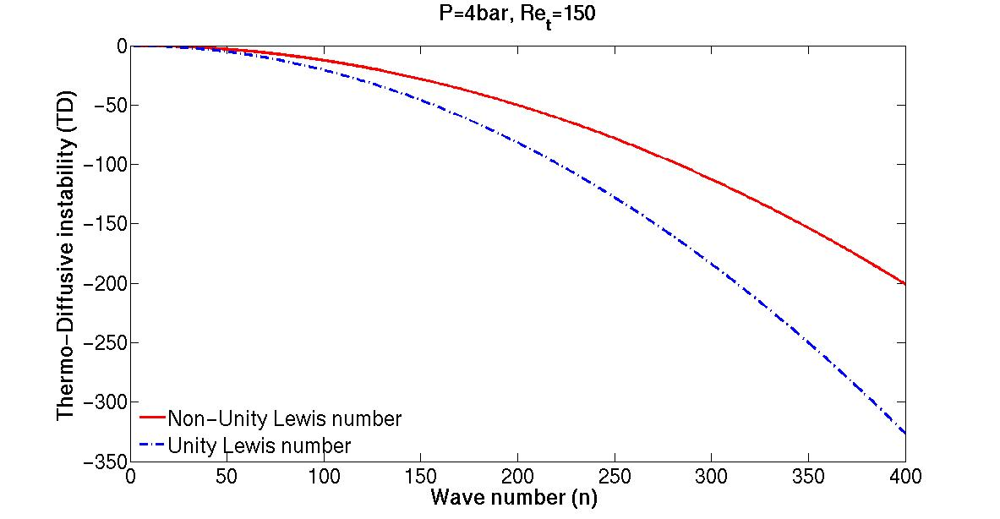 P=4bar, Re_t=150
Thermo-Diffusive instability (TD)
0
-50
-100
-150
-200
-250
-300
-350
Non-Unity Lewis number
Unity Lewis number
0 50 100 150 200 250 300 350 400
Wave number (n)